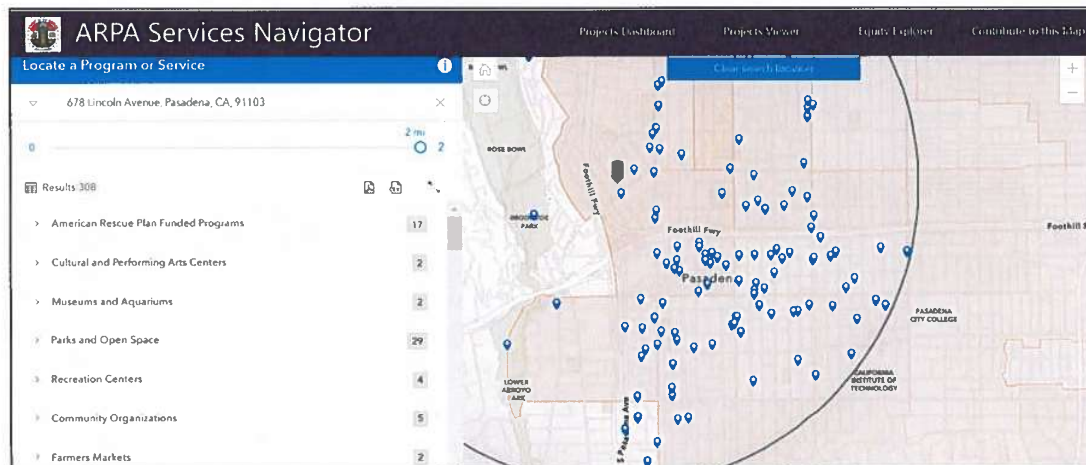 ARPA Services Navigator
Projects Dashboard
Projects Viewer
Equity Explorer
Contribute to this Map
Locate a Program or Service
678 Lincoln Avenue, Pasadena, CA, 91103
2 mi
0
2
Results 308
American Rescue Plan Funded Programs
17
Cultural and Performing Arts Centers
2
Museums and Aquariums
2
Parks and Open Space
29
Recreation Centers
4
Community Organizations
5
Farmers Markets
2
Clear search location
ROSE BOWL
Foothill Fwy
PARK
Foothill Fwy
Foothill
Pasadena
PASADENA
CITY COLLEGE
CALIFORNIA
INSTITUTE OF
TECHNOLOGY
LOWER
ARROYO
PARK
S Pasadena Ave